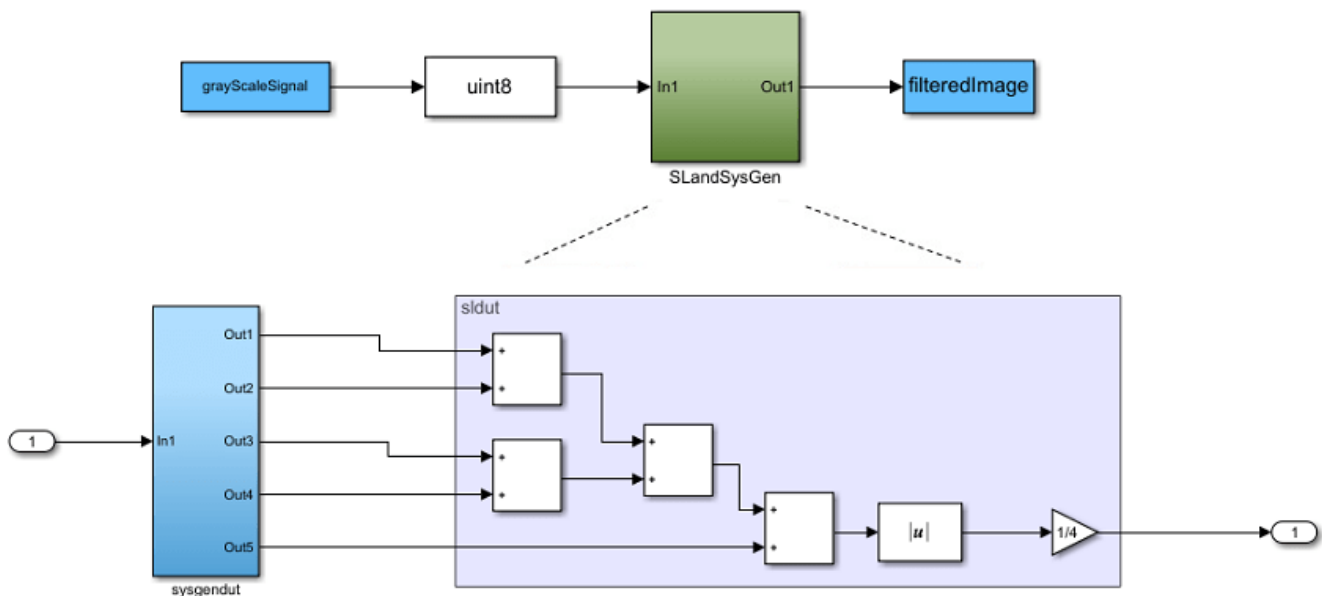 grayScaleSignal
uint8
In1
Out1
filteredImage
SLandSysGen
sldut
Out1
+
+
Out2
1
In1
Out3
+
+
+
+
Out4
+
+
|u|
1/4
1
Out5
sysgendut